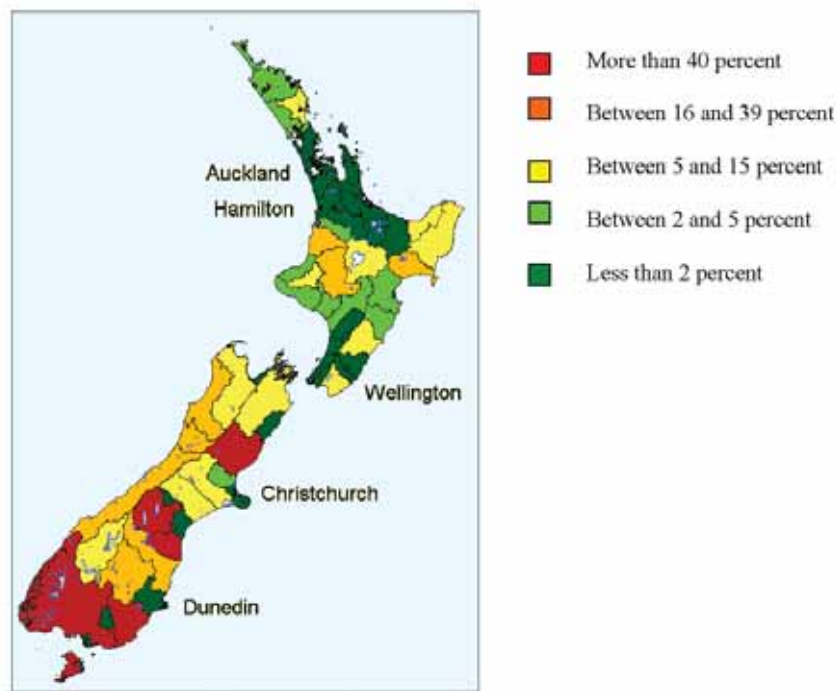 More than 40 percent
Between 16 and 39 percent
Between 5 and 15 percent
Between 2 and 5 percent
Less than 2 percent
Auckland
Hamilton
Wellington
Christchurch
Dunedin